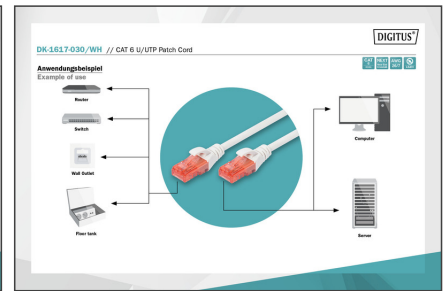 DIGITUS®
DK-1617-030/WH // CAT 6 U/UTP Patch Cord
Anwendungsbeispiel
Example of use
Router
Switch
Wall Outlet
Floor tank
Computer
Server